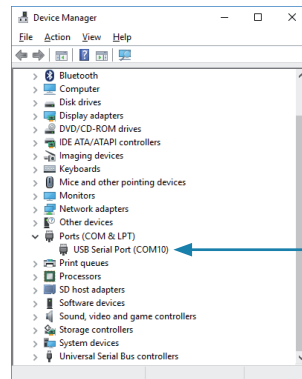 Device Manager
File Action View Help
Bluetooth
Computer
Disk drives
Display adapters
DVD/CD-ROM drives
IDE ATA/ATAPI controllers
Imaging devices
Keyboards
Mice and other pointing devices
Monitors
Network adapters
Other devices
Ports (COM & LPT)
USB Serial Port (COM10)
Print queues
Processors
SD host adapters
Software devices
Sound, video and game controllers
Storage controllers
System devices
Universal Serial Bus controllers